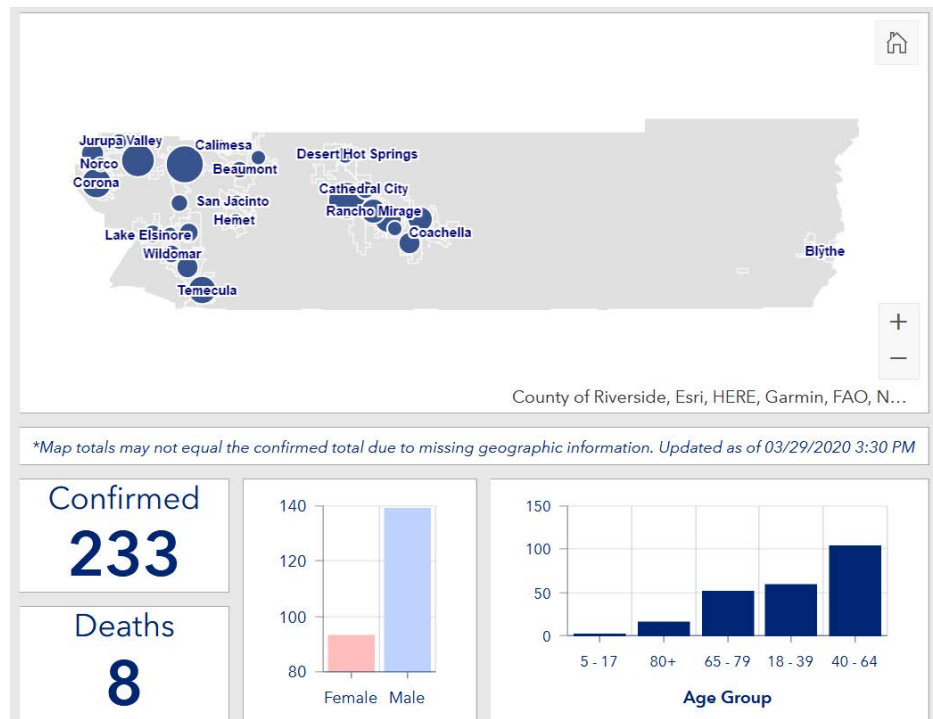 Jurupa Valley
Calimesa
Norco
Beaumont
Desert Hot Springs
Corona
Cathedral City
San Jacinto
Rancho Mirage
Hemet
Lake Elsinore
Coachella
Wildomar
Blythe
Temecula
+
−
County of Riverside, Esri, HERE, Garmin, FAO, N...
*Map totals may not equal the confirmed total due to missing geographic information. Updated as of 03/29/2020 3:30 PM
Confirmed
233
Deaths
8
140
120
100
80
Female Male
150
100
50
0
5 - 17 80+ 65 - 79 18 - 39 40 - 64
Age Group